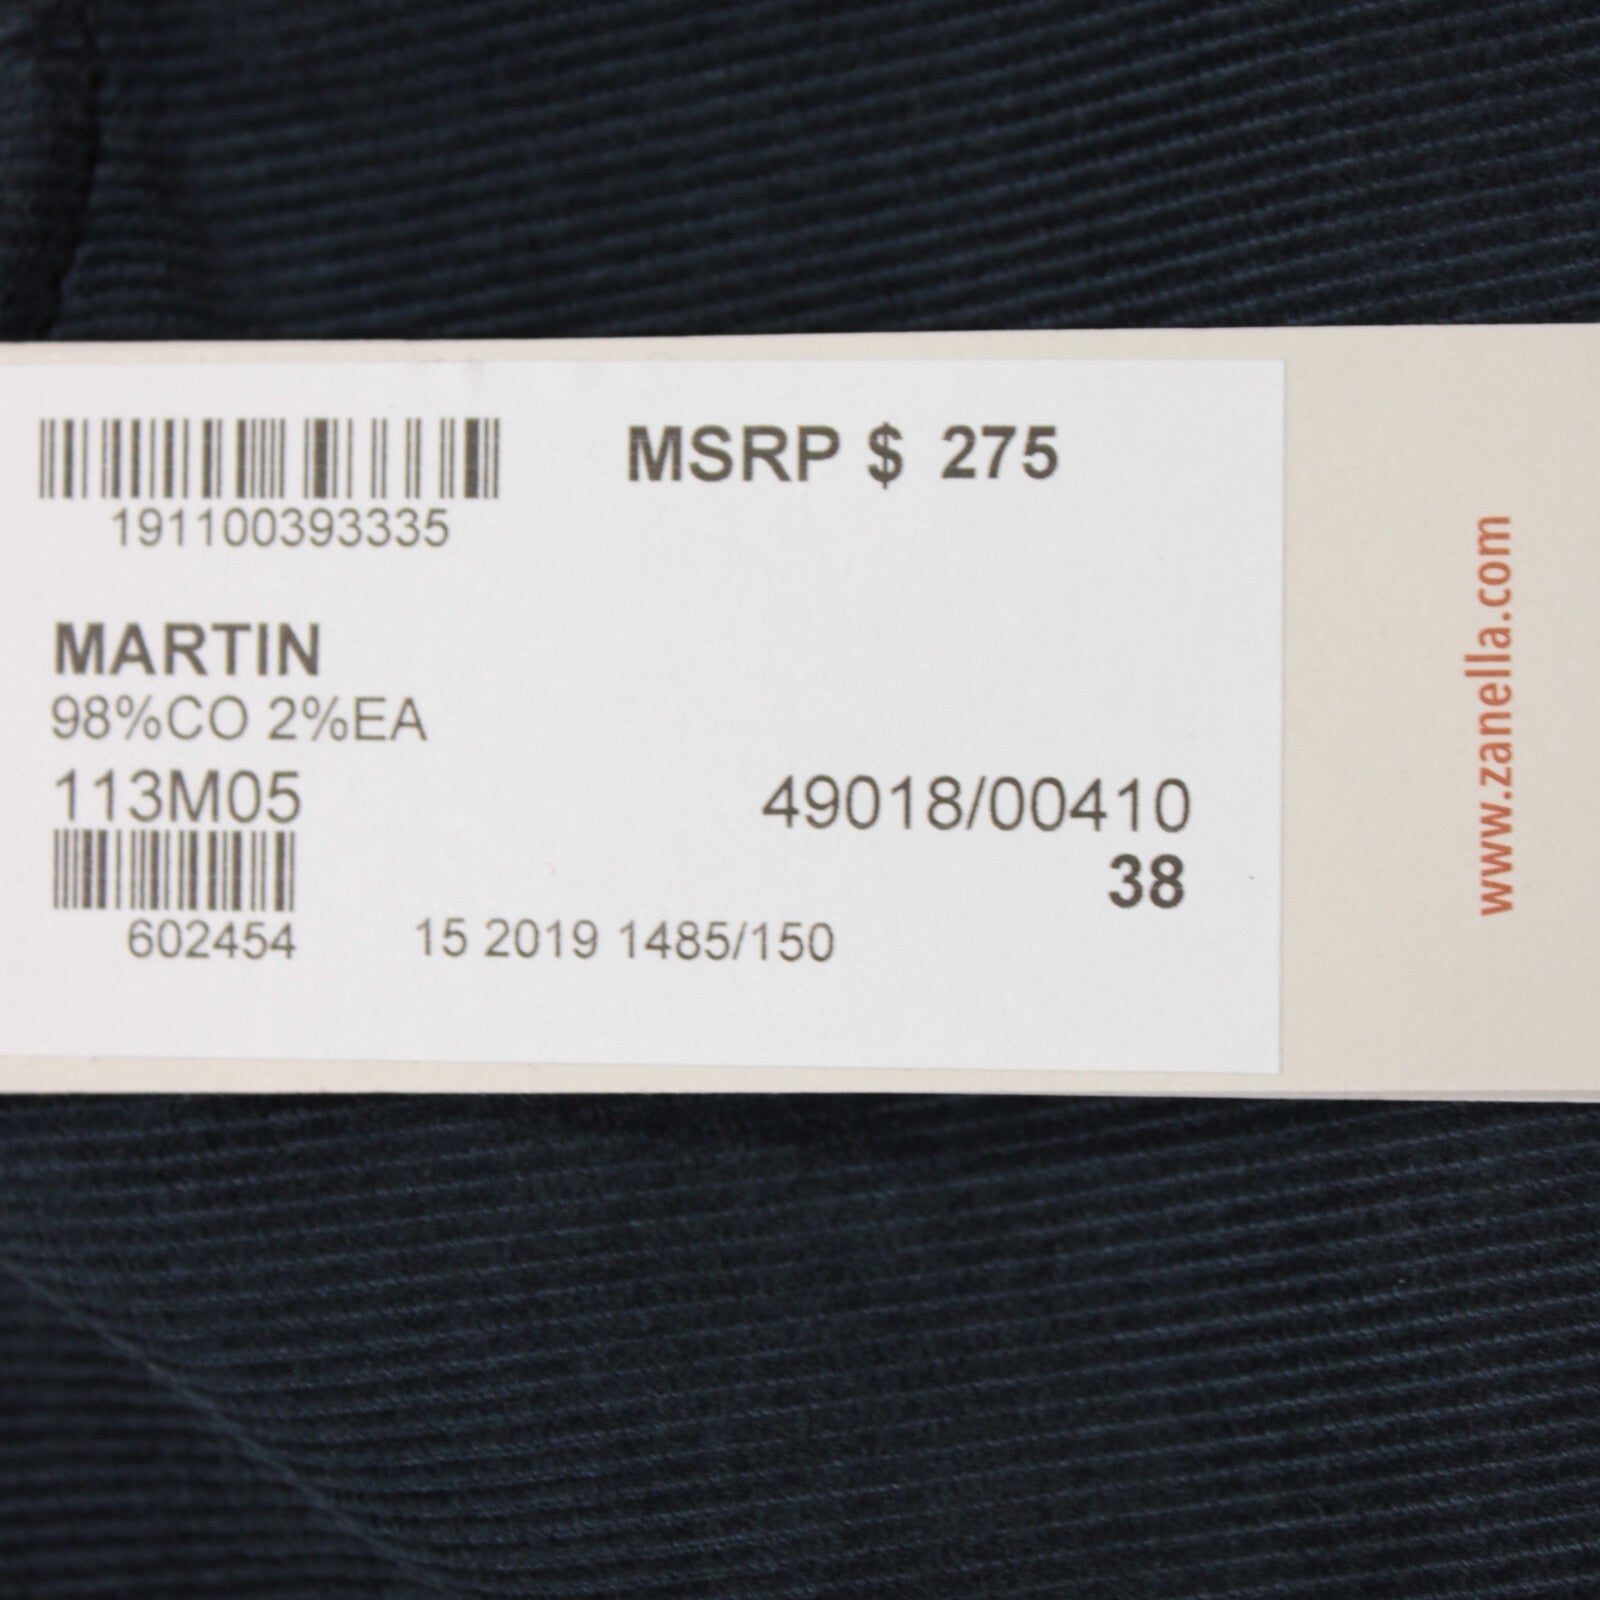 MSRP $ 275
191100393335
MARTIN
98%CO 2%EA
113M05
49018/00410
38
602454
15 2019 1485/150
www.zanella.com